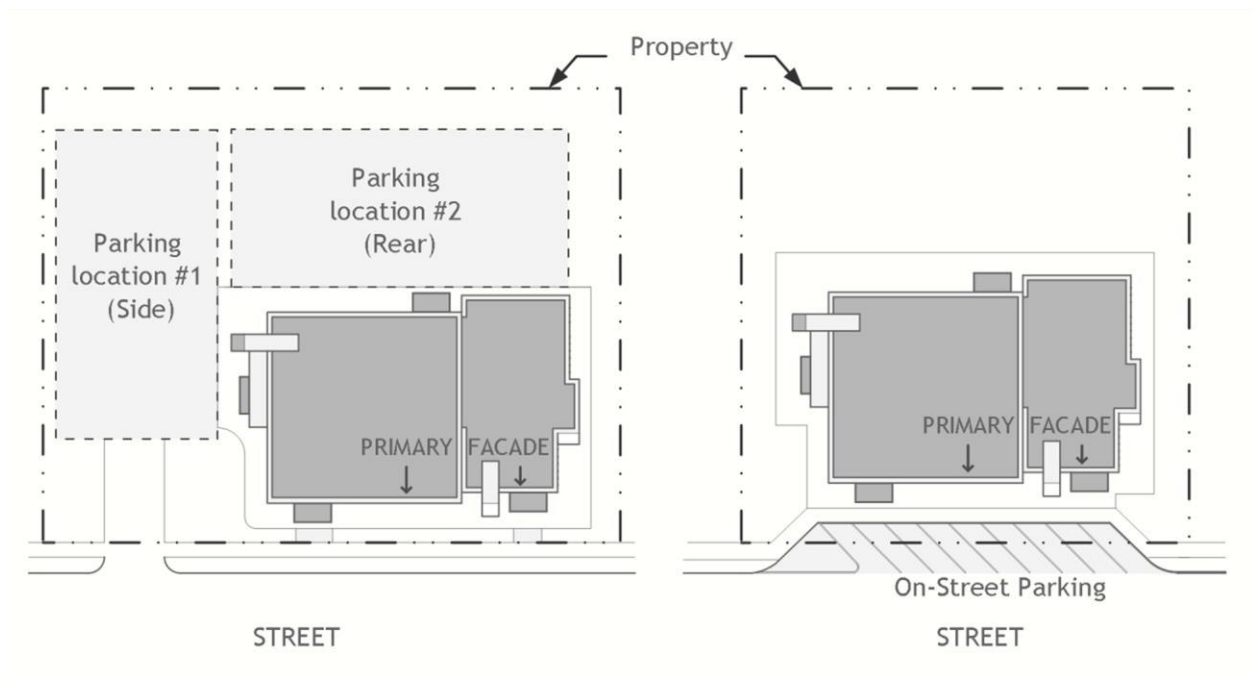 Property
Parking
location #1
(Side)
Parking
location #2
(Rear)
PRIMARY FACADE
STREET
PRIMARY FACADE
On-Street Parking
STREET